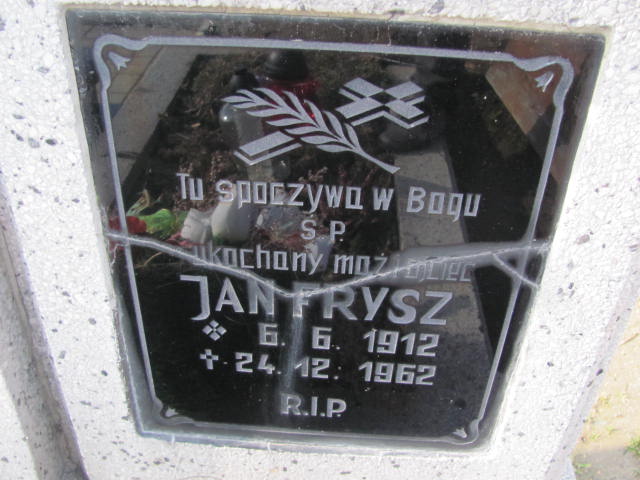 Tu spoczywa w Bogu
S P
ukochany mąż i ojciec
JAN FRYSZ
6. 6. 1912
✝ 24. 12. 1962
R.I.P.